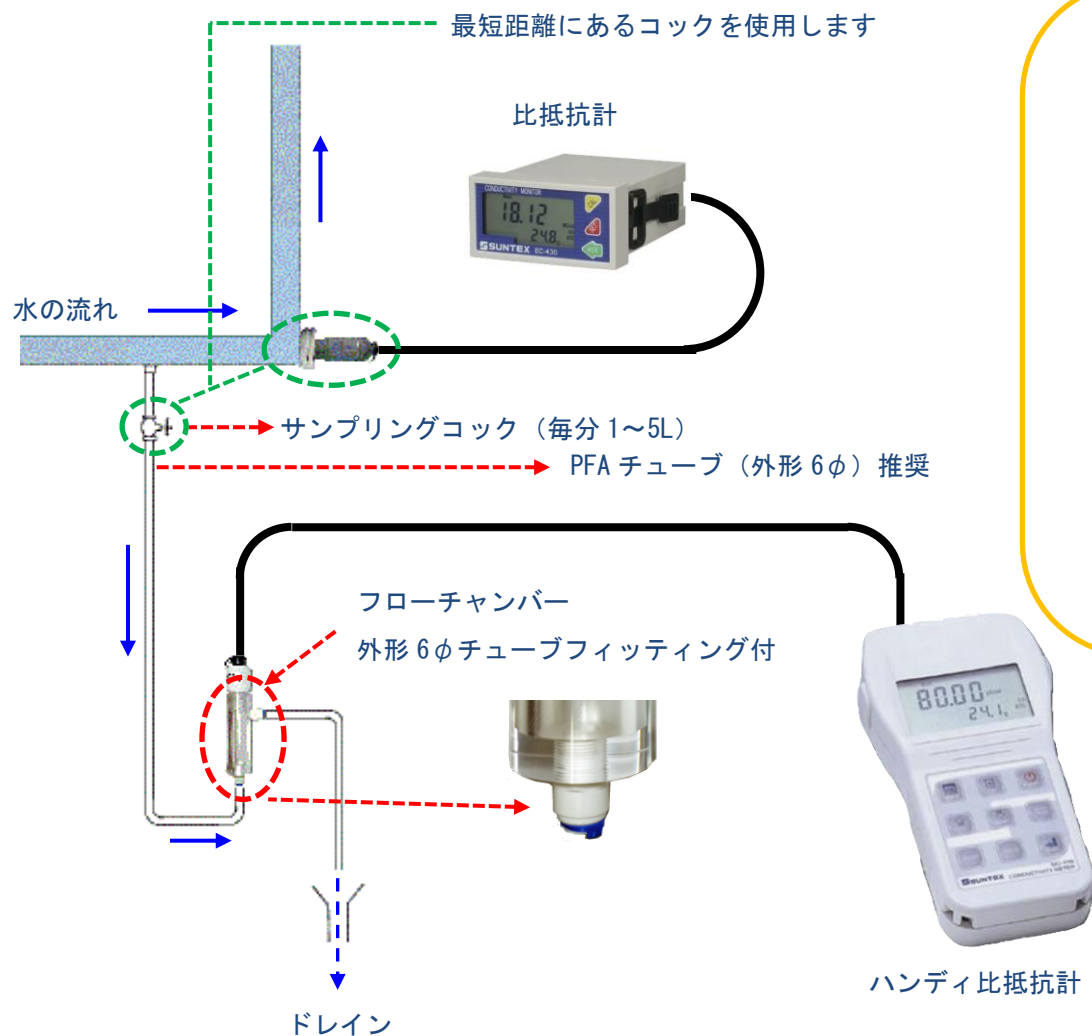 最短距離にあるコックを使用します
比抵抗計
CONDUCTIVITY MONITOR
18.12
24.8
SUNTEX EC-430
水の流れ
サンプリングコック（毎分 1～5L）
PFA チューブ（外形 6φ）推奨
フローチャンバー
外形 6φチューブフィッティング付
80.00
24.1
SUNTEX CONDUCTIVITY METER
ハンディ比抵抗計
ドレイン